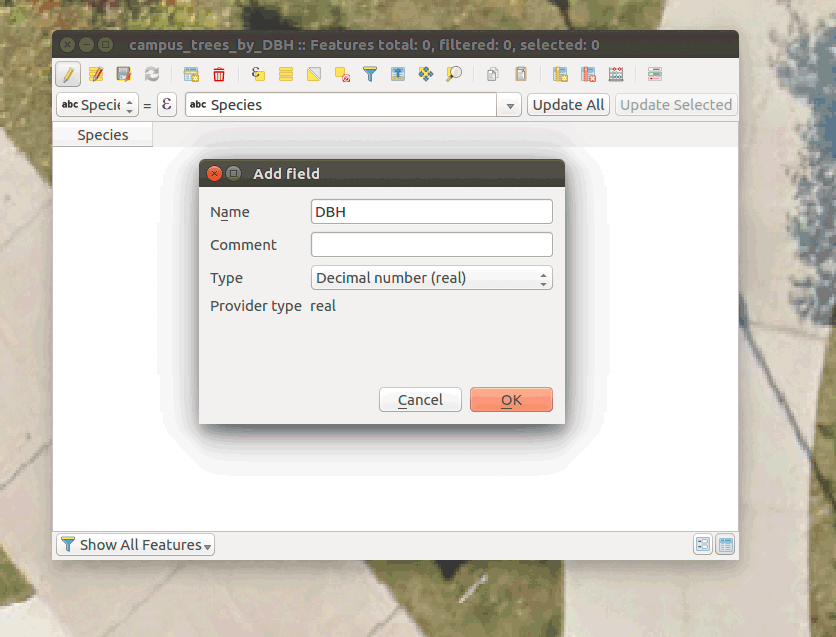 campus_trees_by_DBH :: Features total: 0, filtered: 0, selected: 0
abc Specie = ε abc Species Update All Update Selected
Species
Add field
Name DBH
Comment
Type Decimal number (real)
Provider type real
Cancel OK
Show All Features